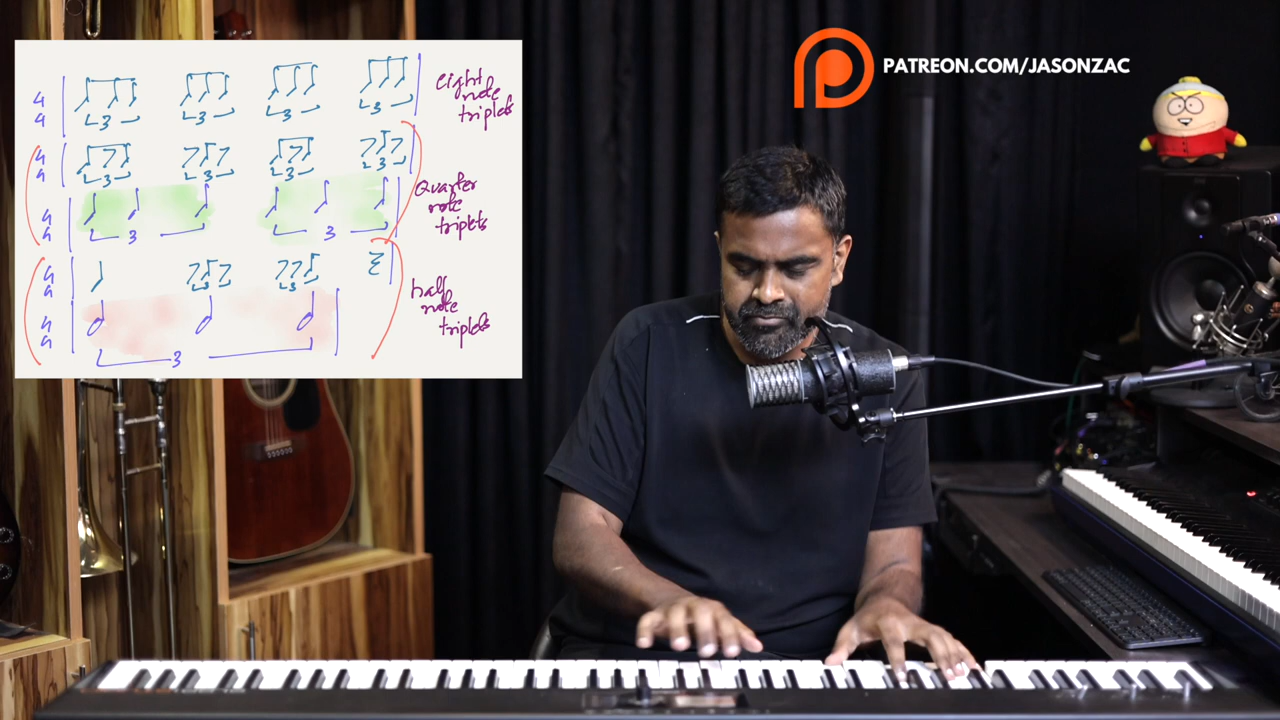 PATREON.COM/JASONZAC
4 4 3 3 3 3 eight note triplets
4 4 3 3 3 3
4 4 3 3 Quarter note triplets
4 4 3 3
4 4 3 half note triplets